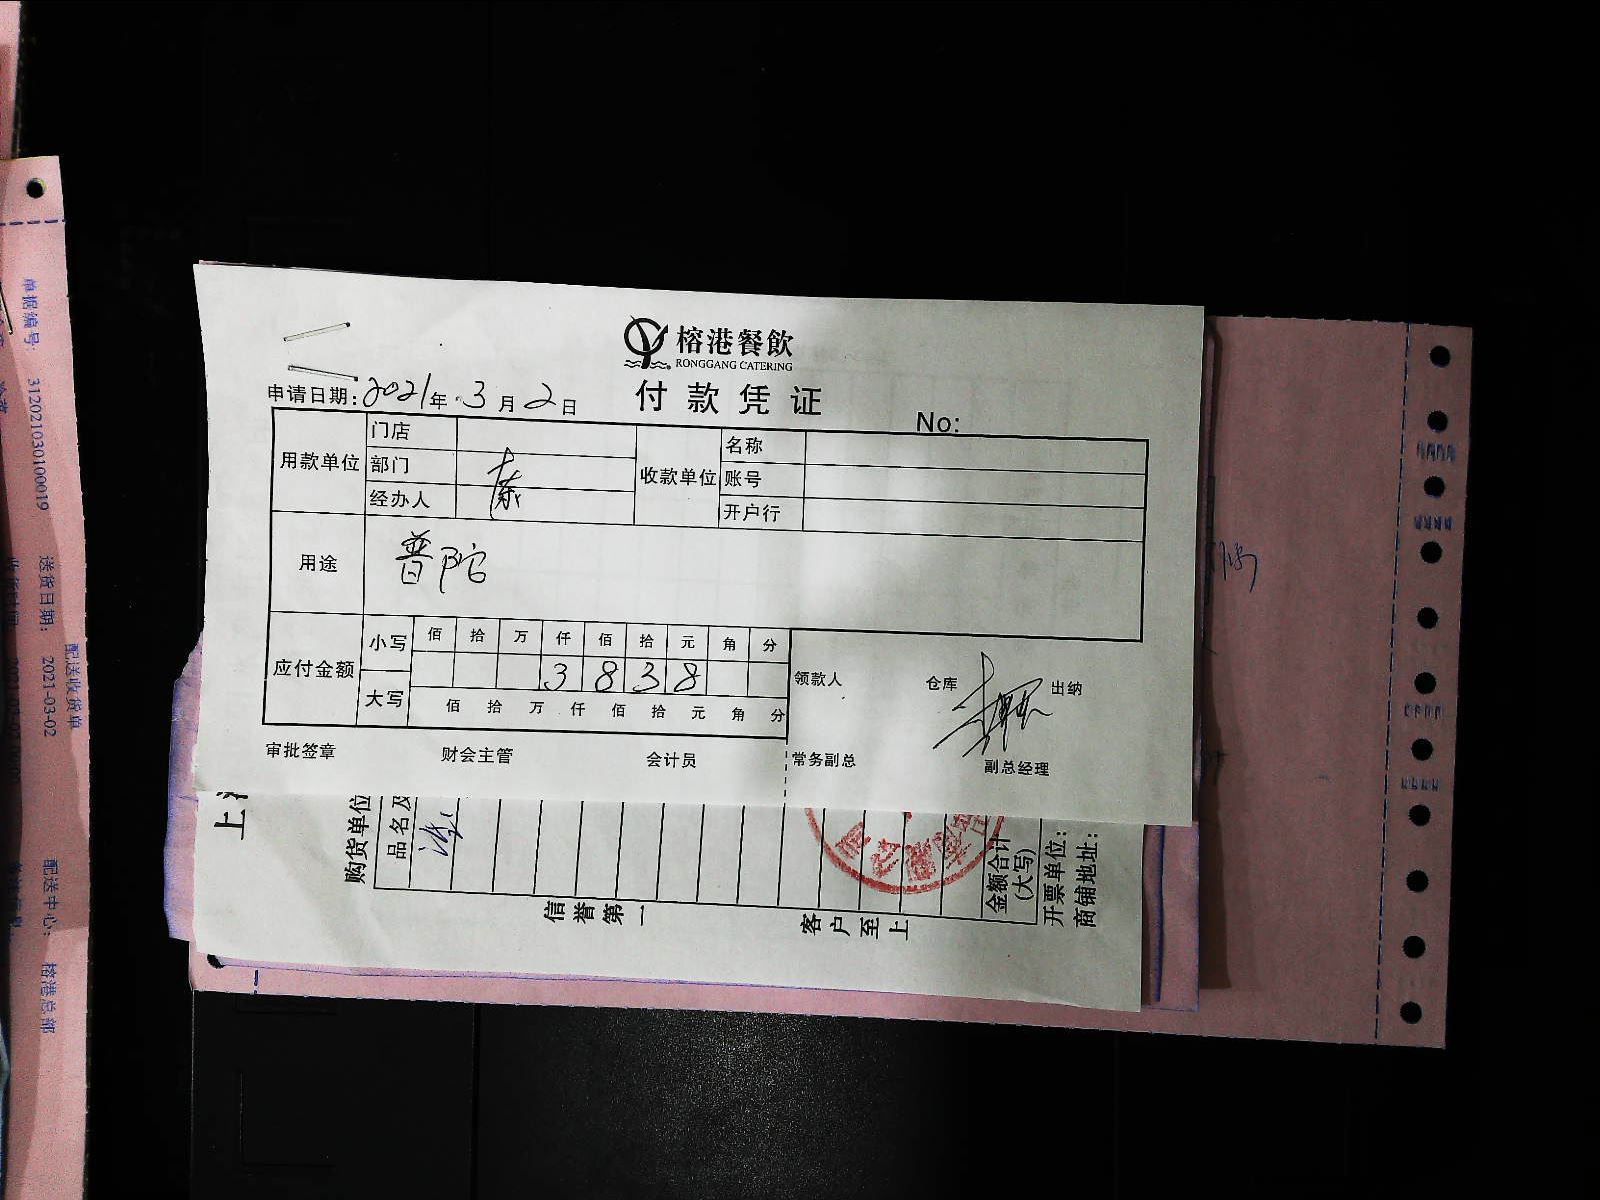 榕港餐飲
RONGGANG CATERING
付款凭证
申请日期: 2021年 3月 2日
No:
用款单位
门店
部门
经办人
收款单位
名称
账号
开户行
用途
普陀
应付金额
小写
佰 拾 万 仟 佰 拾 元 角 分
3 8 3 8
大写
佰 拾 万 仟 佰 拾 元 角 分
领款人
仓库
出纳
审批签章
财会主管
会计员
常务副总
副总经理
购货单位
品名及
信誉第一
客户至上
金额合计
(大写)
开票单位:
商铺地址:
配送收货单
单据编号: 312021030100019
送货日期: 2021-03-02
配送中心: 榕港总部